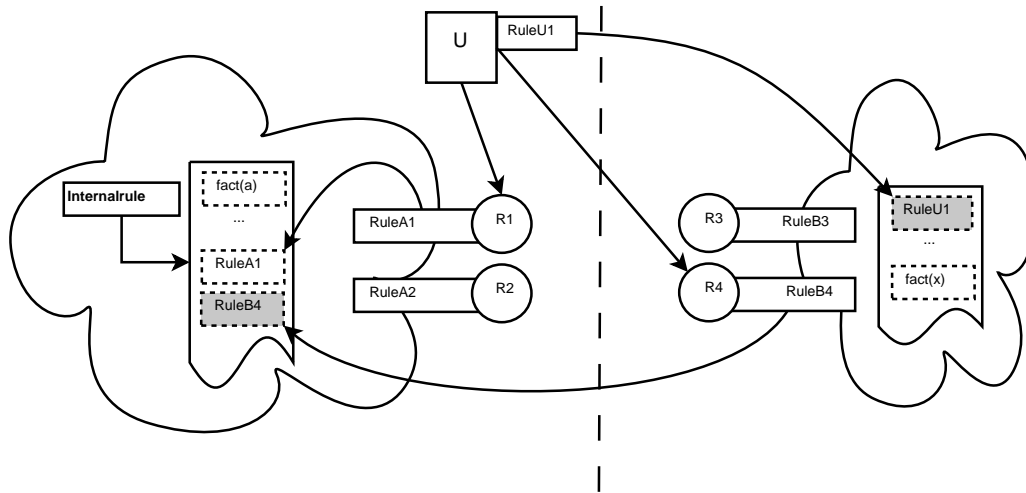 U
RuleU1
Internalrule
fact(a)
...
RuleA1
RuleB4
RuleA1
R1
RuleA2
R2
R3
RuleB3
R4
RuleB4
RuleU1
...
fact(x)